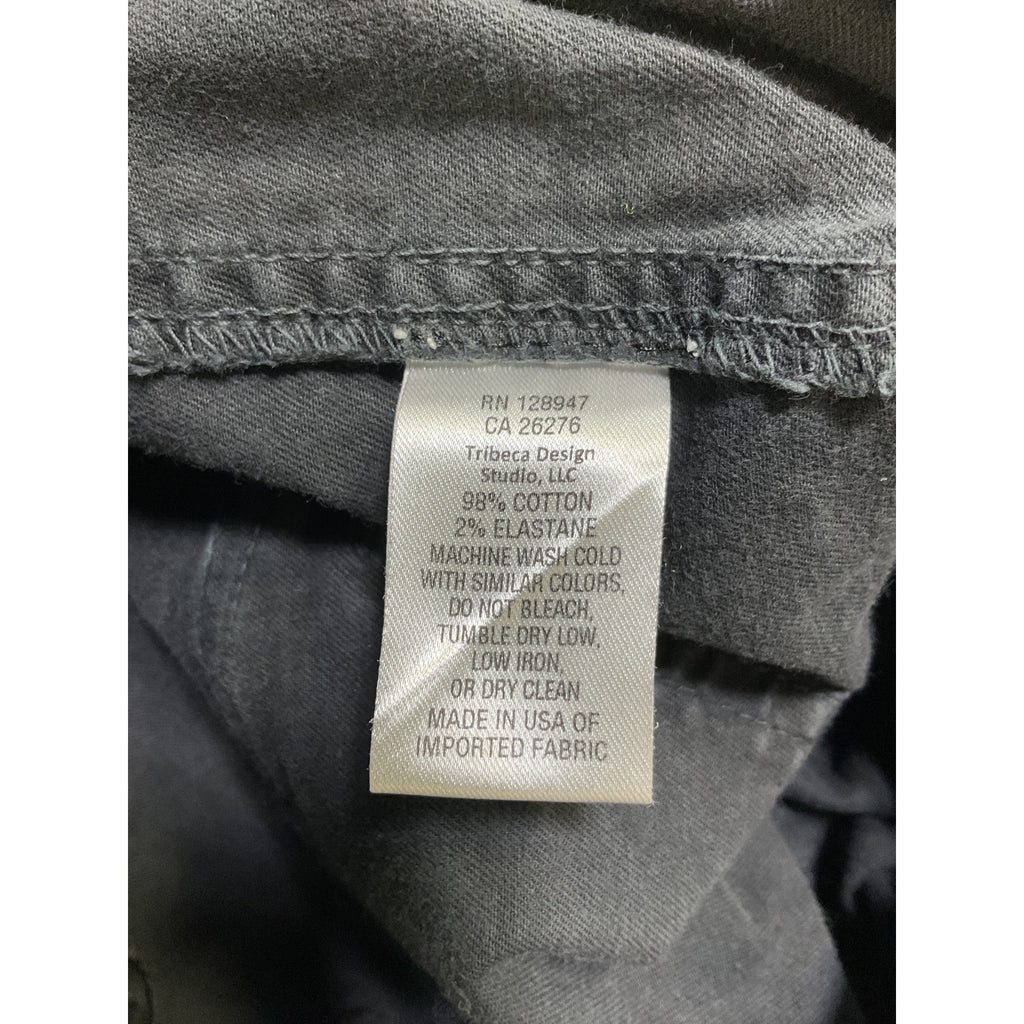 RN 128947
CA 26276
Tribeca Design
Studio, LLC
98% COTTON
2% ELASTANE
MACHINE WASH COLD
WITH SIMILAR COLORS,
DO NOT BLEACH,
TUMBLE DRY LOW,
LOW IRON,
OR DRY CLEAN
MADE IN USA OF
IMPORTED FABRIC